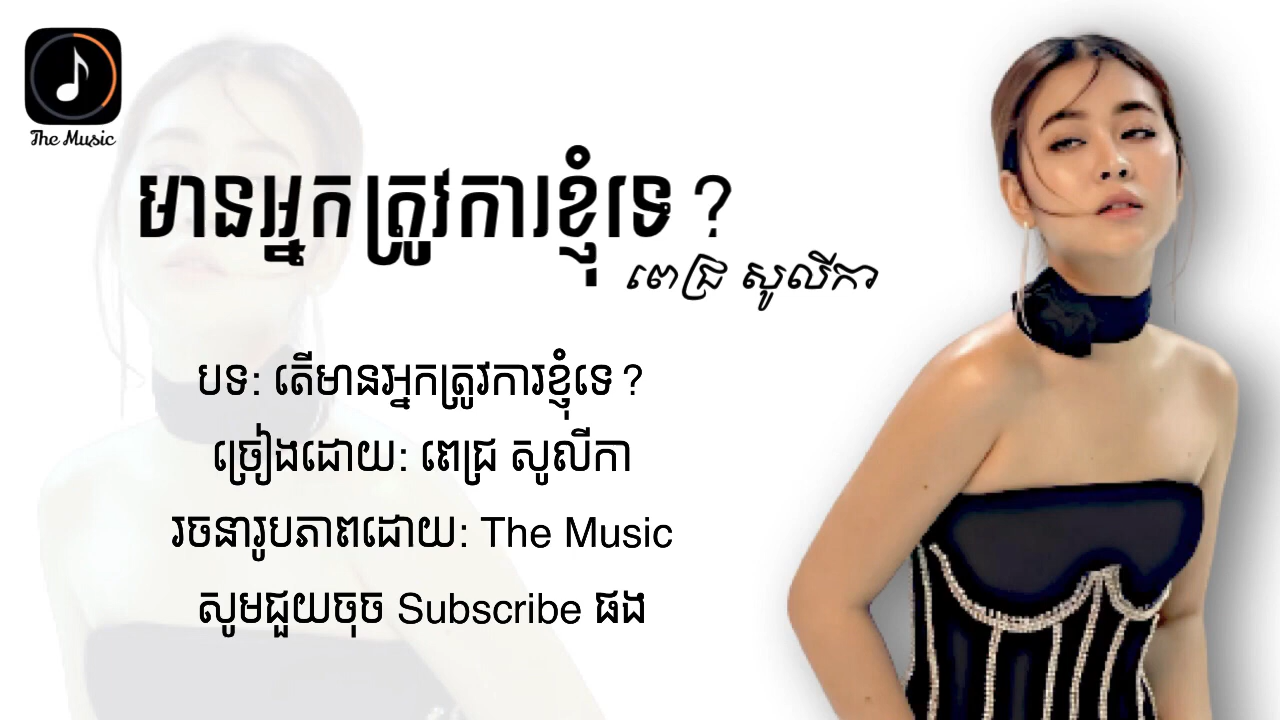 The Music
មានអ្នកត្រូវការខ្ញុំទេ ?
ពេជ្រ សូលីកា
បទ: តើមានអ្នកត្រូវការខ្ញុំទេ ?
ច្រៀងដោយ: ពេជ្រ សូលីកា
រចនារូបភាពដោយ: The Music
សូមជួយចុច Subscribe ផង